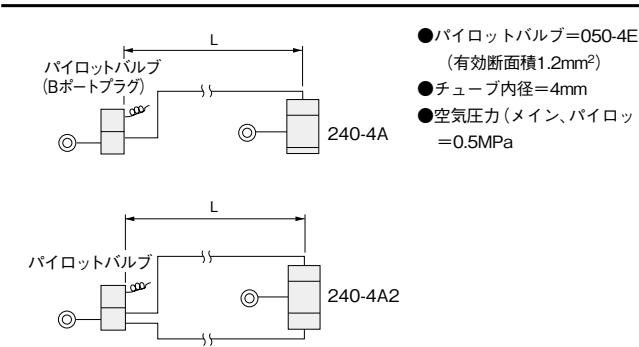 L
パイロットバルブ
(Bポートプラグ)
240-4A
L
パイロットバルブ
240-4A2
●パイロットバルブ=050-4E
(有効断面積1.2mm²)
●チューブ内径=4mm
●空気圧力(メイン、パイロッ
=0.5MPa